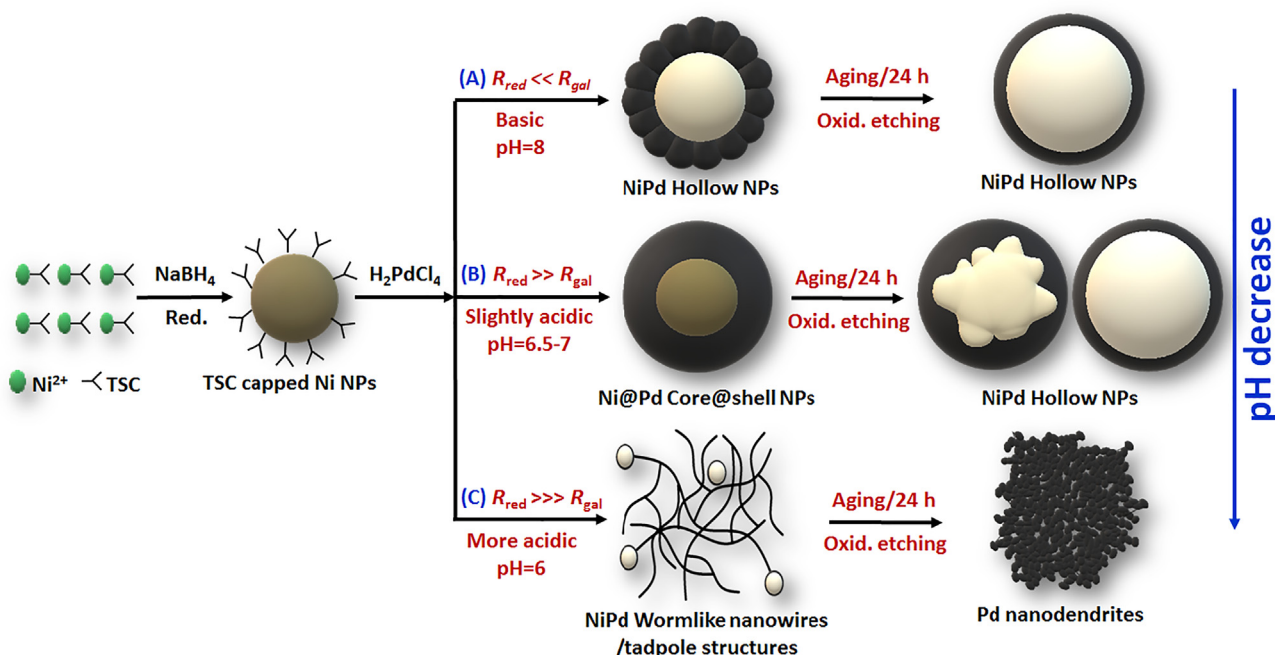 NaBH4
Red.
Ni2+
TSC
TSC capped Ni NPs
H2PdCl4
(A) Rred << Rgal
Basic
pH=8
NiPd Hollow NPs
Aging/24 h
Oxid. etching
NiPd Hollow NPs
(B) Rred >> Rgal
Slightly acidic
pH=6.5-7
Ni@Pd Core@shell NPs
Aging/24 h
Oxid. etching
NiPd Hollow NPs
(C) Rred >>> Rgal
More acidic
pH=6
NiPd Wormlike nanowires
/tadpole structures
Aging/24 h
Oxid. etching
Pd nanodendrites
pH decrease